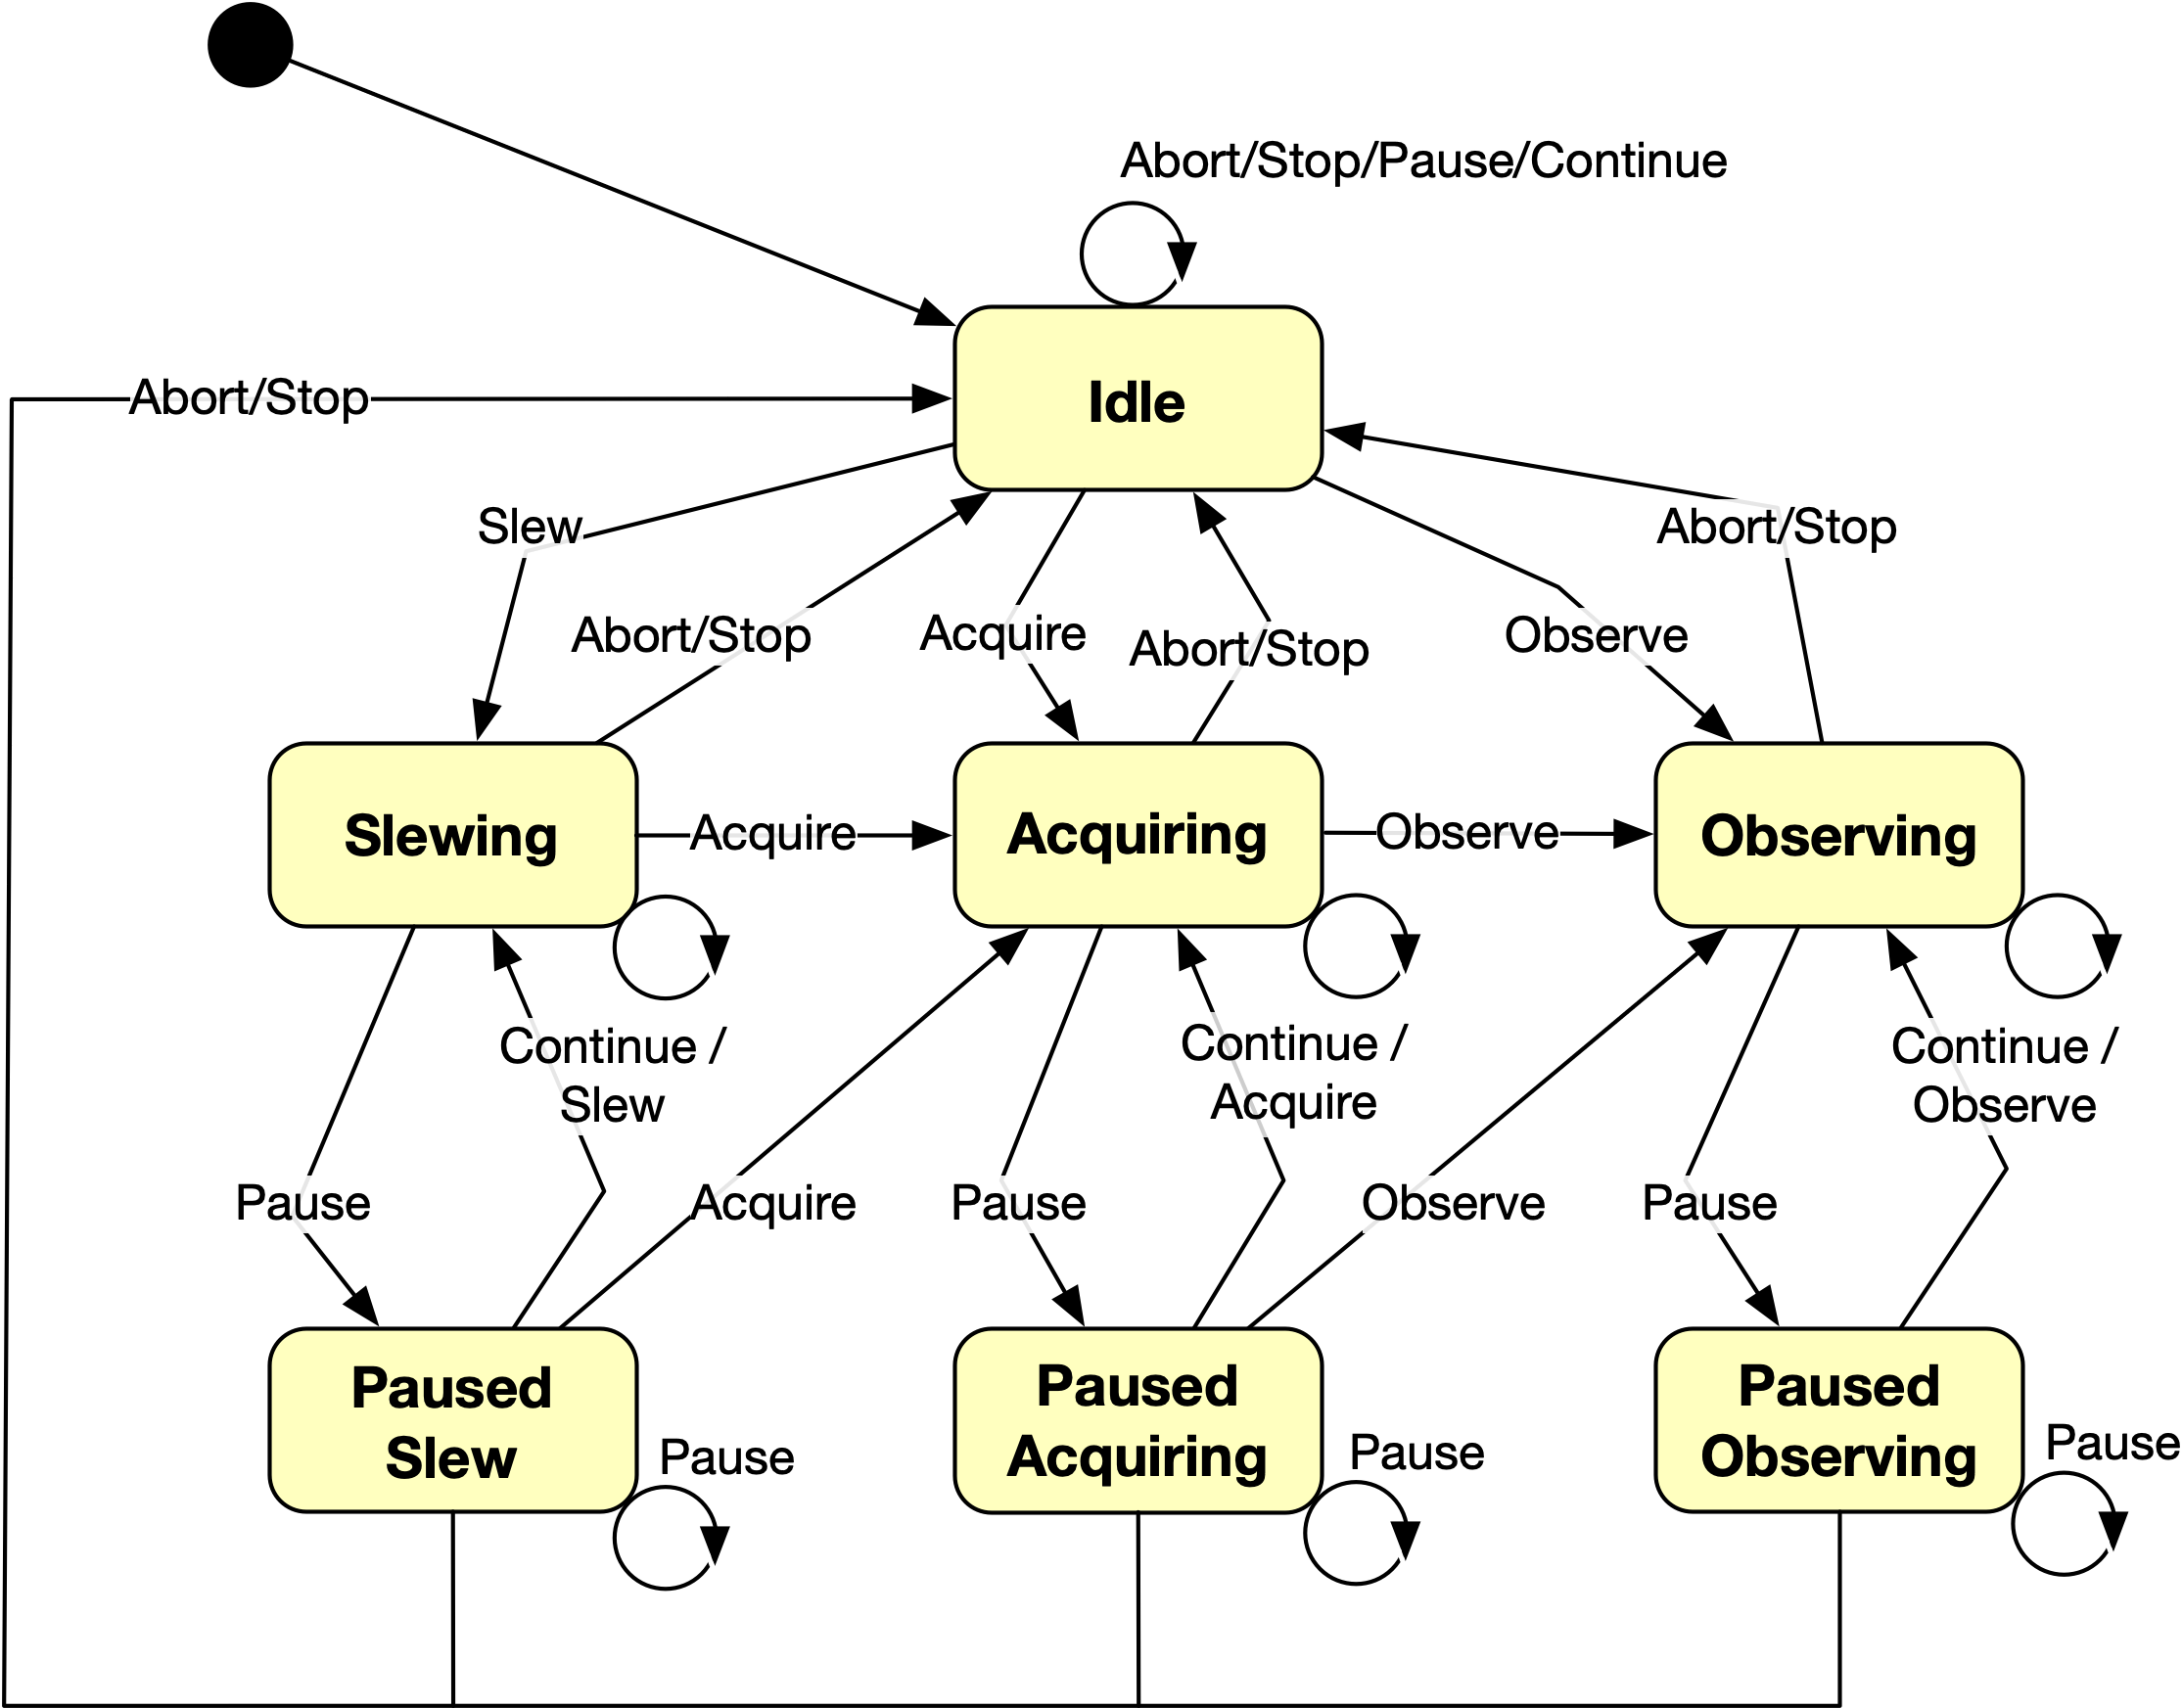 Abort/Stop/Pause/Continue
Abort/Stop
Idle
Slew
Abort/Stop
Abort/Stop
Acquire
Abort/Stop
Observe
Slewing
Acquire
Acquiring
Observe
Observing
Continue /
Slew
Continue /
Acquire
Continue /
Observe
Pause
Acquire
Pause
Observe
Pause
Paused
Slew
Pause
Paused
Acquiring
Pause
Paused
Observing
Pause